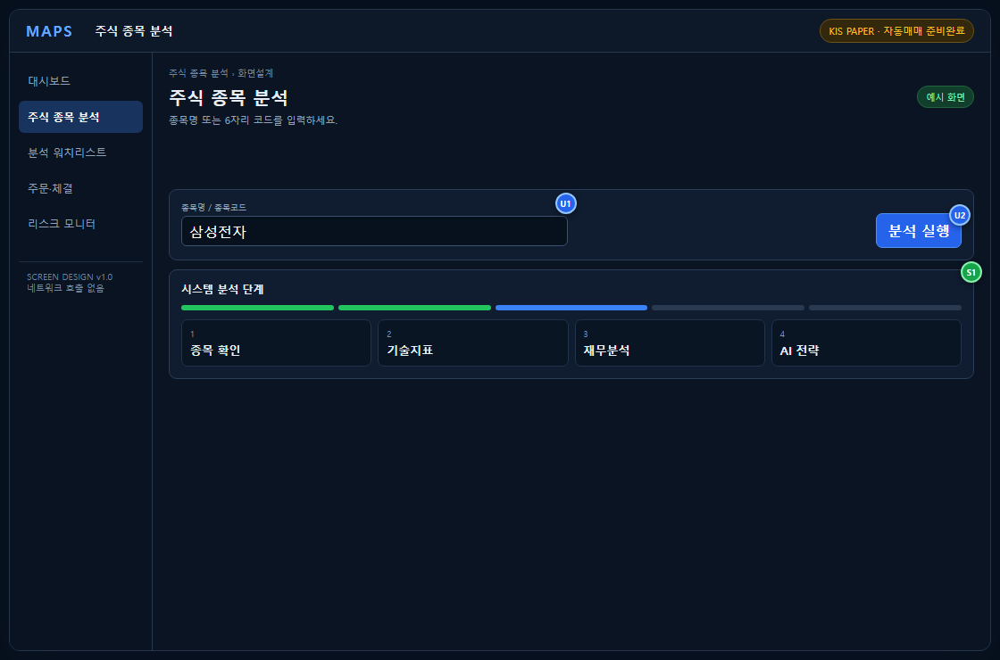 MAPS
주식 종목 분석
KIS PAPER · 자동매매 준비완료
대시보드
주식 종목 분석
분석 워치리스트
주문·체결
리스크 모니터
SCREEN DESIGN v1.0
네트워크 호출 없음
주식 종목 분석 › 화면설계
주식 종목 분석
종목명 또는 6자리 코드를 입력하세요.
예시 화면
종목명 / 종목코드
U1
삼성전자
U2
분석 실행
S1
시스템 분석 단계
1
종목 확인
2
기술지표
3
재무분석
4
AI 전략